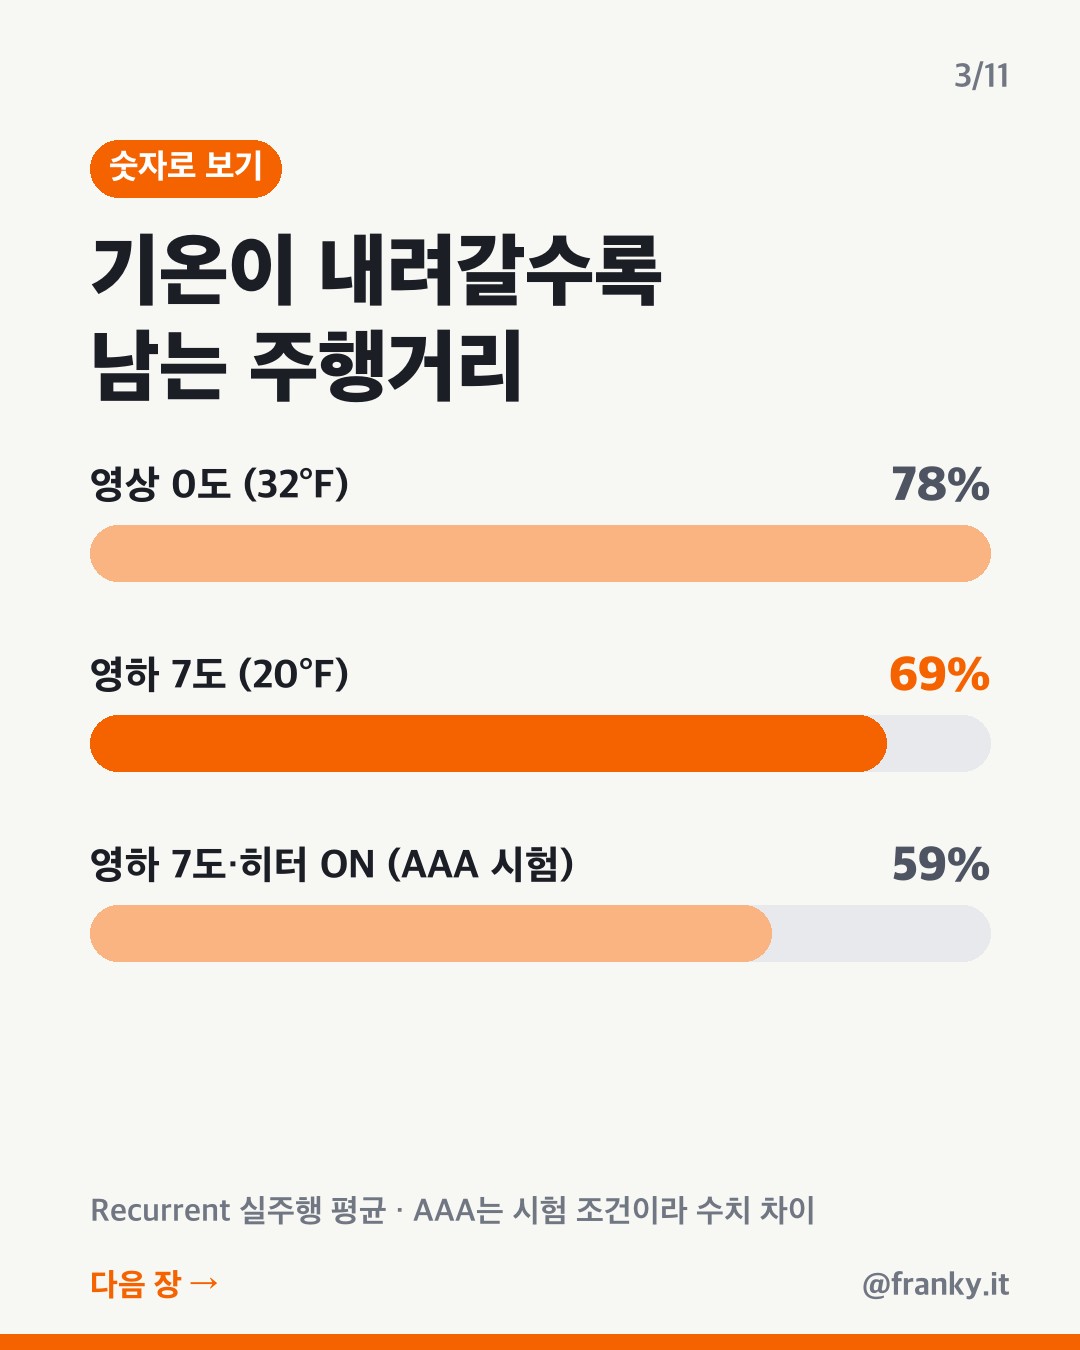 3/11
숫자로 보기
기온이 내려갈수록
남는 주행거리
영상 0도 (32°F)
78%
영하 7도 (20°F)
69%
영하 7도·히터 ON (AAA 시험)
59%
Recurrent 실주행 평균 · AAA는 시험 조건이라 수치 차이
다음 장 →
@franky.it